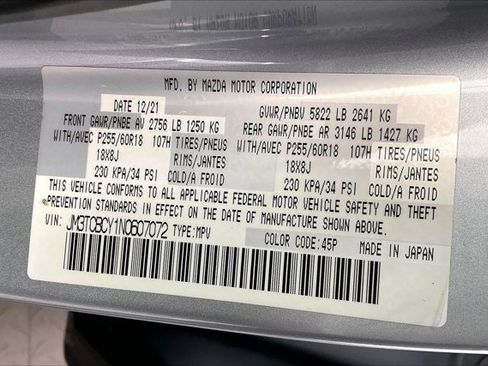 MFD. BY MAZDA MOTOR CORPORATION
DATE 12/21 GVWR/PNBV 5822 LB 2641 KG
FRONT GAWR/PNBE AV 2756 LB 1250 KG REAR GAWR/PNBE AR 3146 LB 1427 KG
WITH/AVEC P255/60R18 107H TIRES/PNEUS WITH/AVEC P255/60R18 107H TIRES/PNEUS
18X8J RIMS/JANTES 18X8J RIMS/JANTES
230 KPA/34 PSI COLD/A FROID 230 KPA/34 PSI COLD/A FROID
THIS VEHICLE CONFORMS TO ALL APPLICABLE FEDERAL MOTOR VEHICLE SAFETY AND THEFT
PREVENTION STANDARDS IN EFFECT ON THE DATE OF MANUFACTURE SHOWN ABOVE.
JM3TCBCY1N0607072 TYPE:MPV COLOR CODE:45P MADE IN JAPAN